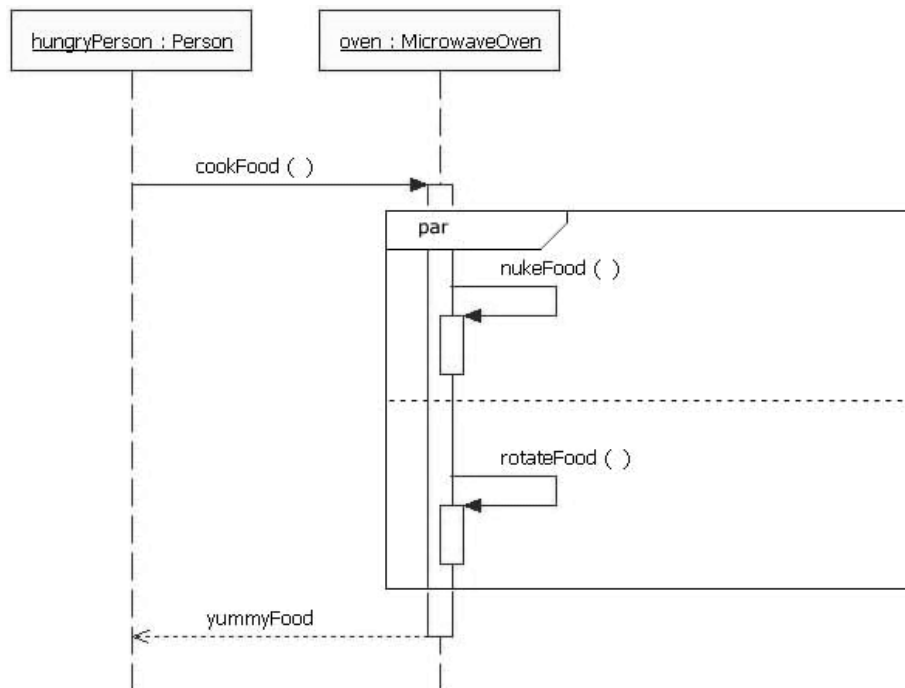 hungryPerson : Person
oven : MicrowaveOven
cookFood ( )
par
nukeFood ( )
rotateFood ( )
yummyFood